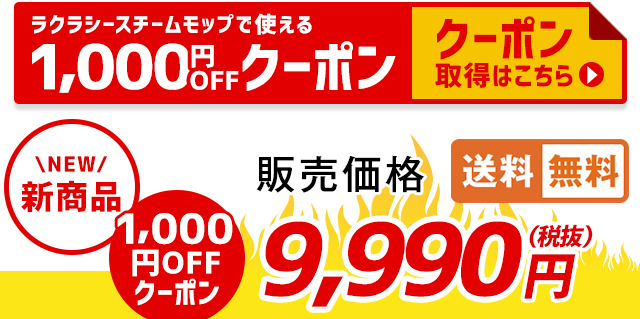 ラクラシースチームモップで使える
1,000円OFFクーポン
クーポン
取得はこちら
\NEW/
新商品
1,000
円OFF
クーポン
販売価格
送料無料
9,990円
（税抜）